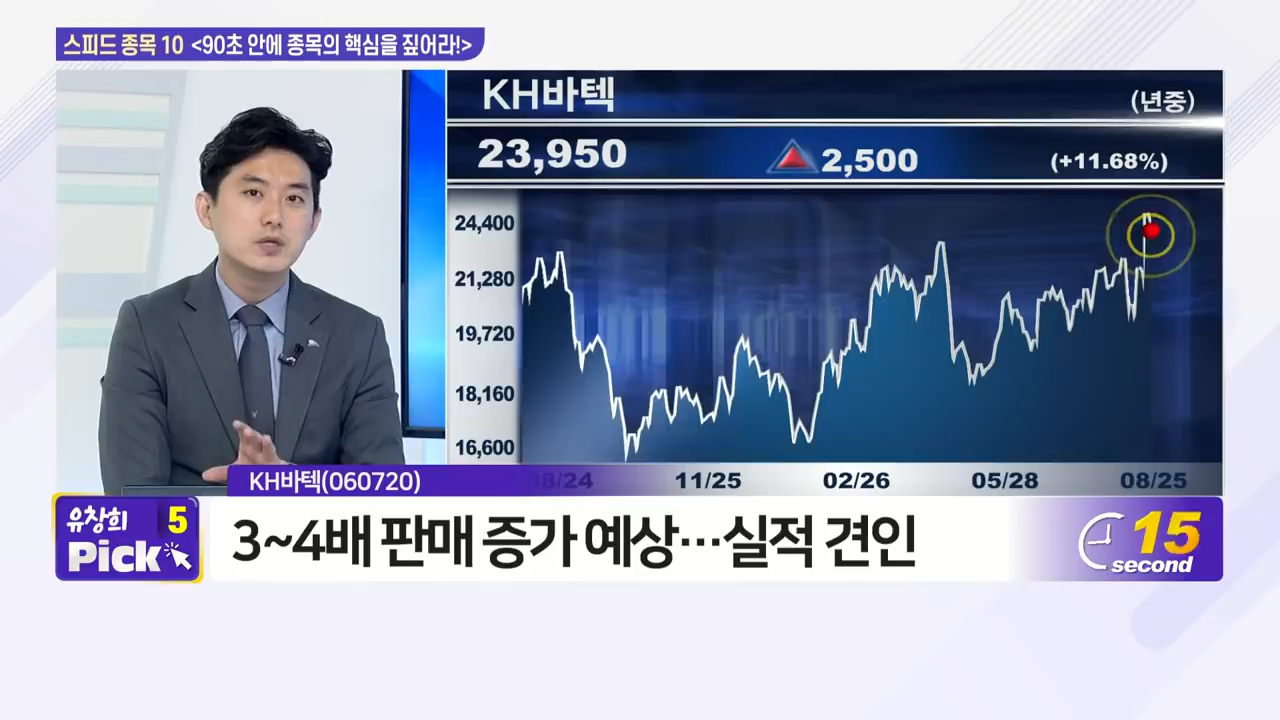 스피드 종목 10 <90초 안에 종목의 핵심을 짚어라!>
KH바텍
(년중)
23,950 ▲2,500 (+11.68%)
24,400
21,280
19,720
18,160
16,600
08/24 11/25 02/26 05/28 08/25
KH바텍(060720)
유창희 5
Pick
3~4배 판매 증가 예상…실적 견인
15
second